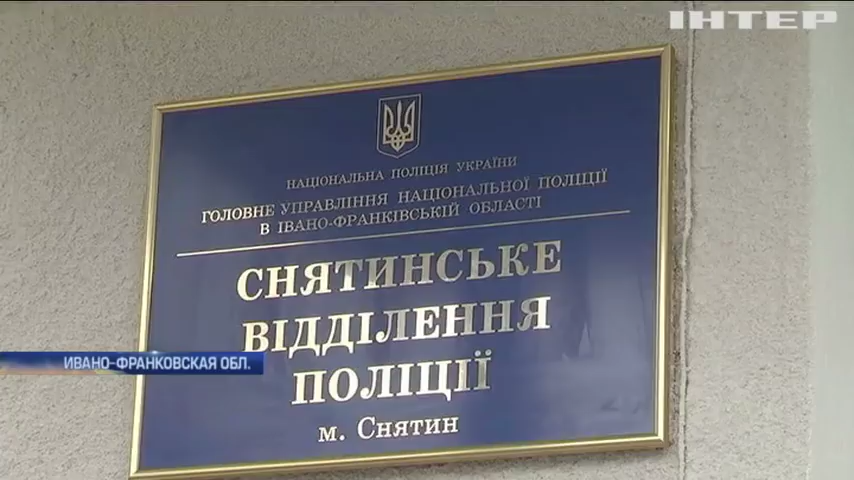 ІНТЕР
НАЦІОНАЛЬНА ПОЛІЦІЯ УКРАЇНИ
ГОЛОВНЕ УПРАВЛІННЯ НАЦІОНАЛЬНОЇ ПОЛІЦІЇ
В ІВАНО-ФРАНКІВСЬКІЙ ОБЛАСТІ
СНЯТИНСЬКЕ
ВІДДІЛЕННЯ
ПОЛІЦІЇ
м. Снятин
ИВАНО-ФРАНКОВСКАЯ ОБЛ.